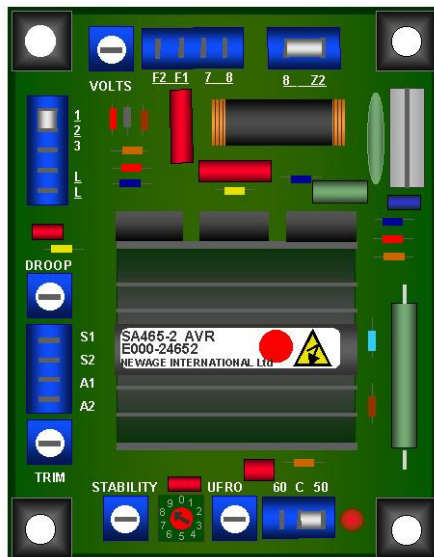 VOLTS
F2 F1 7 8
8 Z2
1
2
3
L
L
DROOP
S1
S2
A1
A2
TRIM
SA465-2 AVR
E000-24652
NEWAGE INTERNATIONAL Ltd
STABILITY
0 1 2 3 4 5 6 7 8 9
UFRO
60 C 50